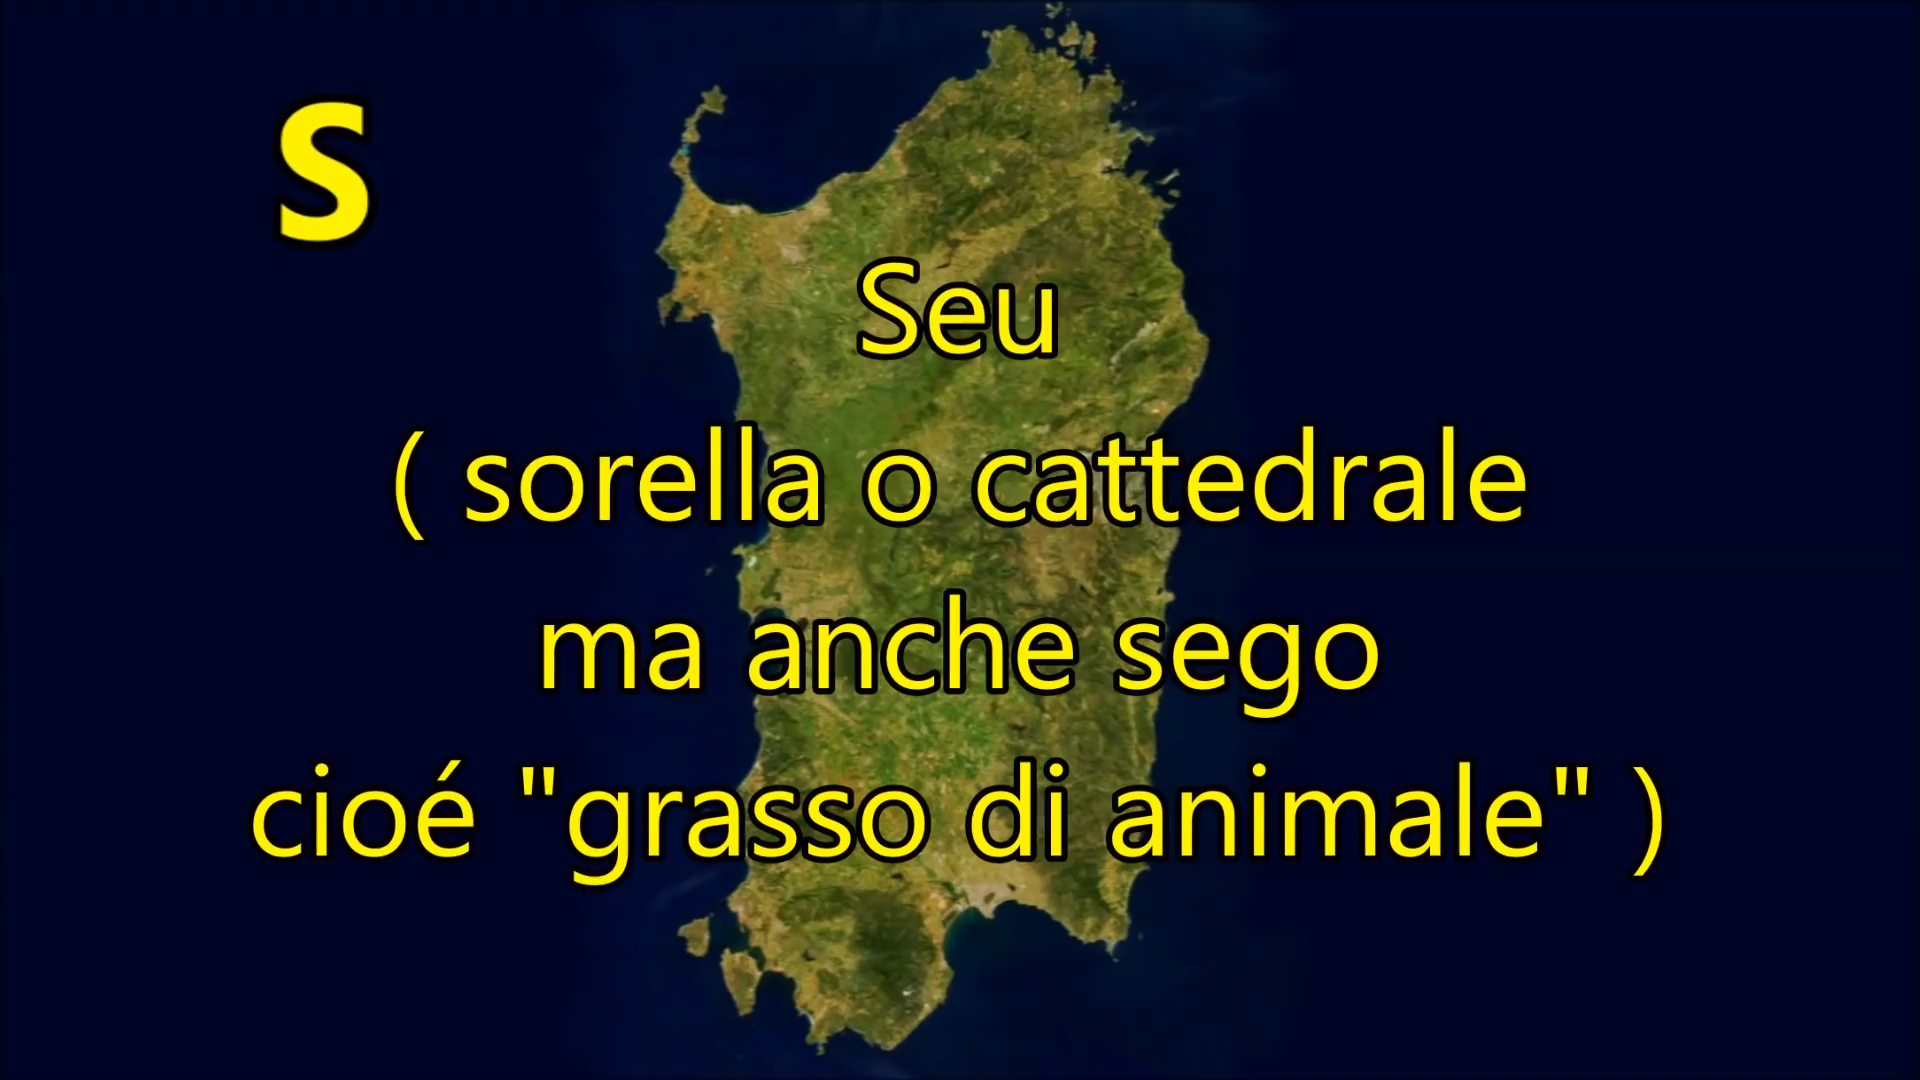 S
Seu
( sorella o cattedrale
ma anche sego
cioé "grasso di animale" )